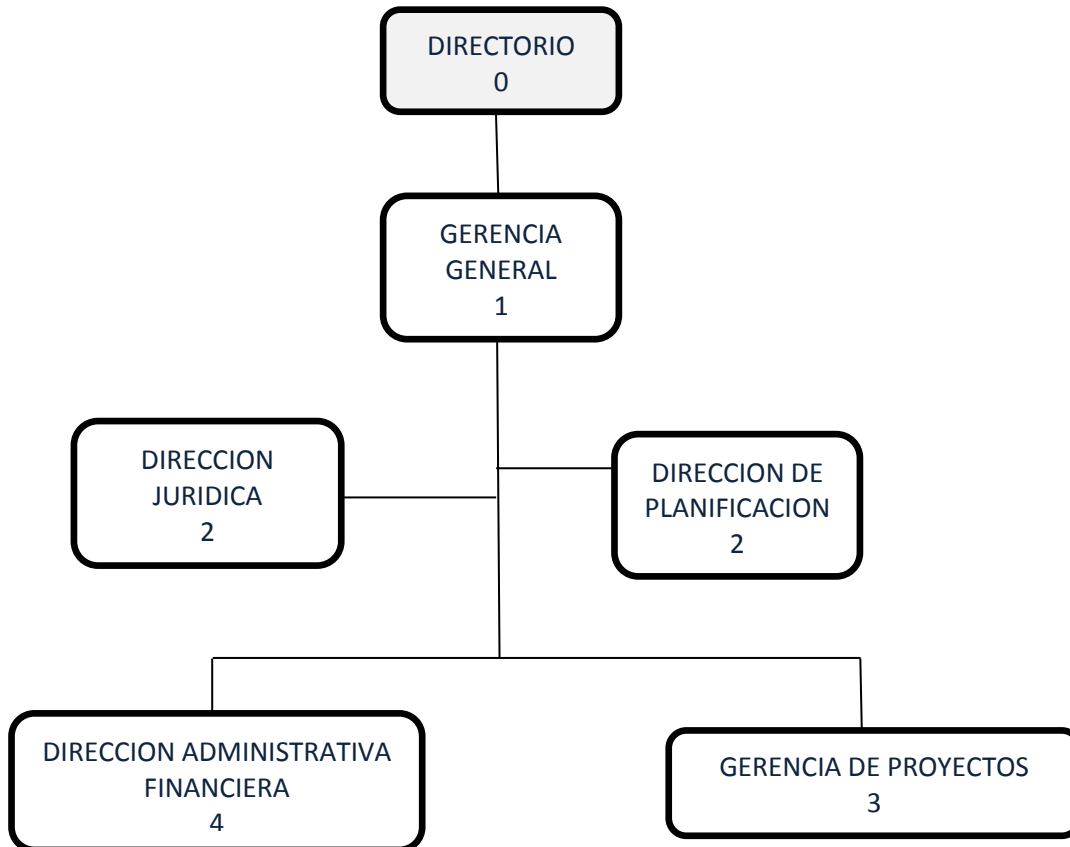 DIRECTORIO
0
GERENCIA
GENERAL
1
DIRECCION
JURIDICA
2
DIRECCION DE
PLANIFICACION
2
DIRECCION ADMINISTRATIVA
FINANCIERA
4
GERENCIA DE PROYECTOS
3